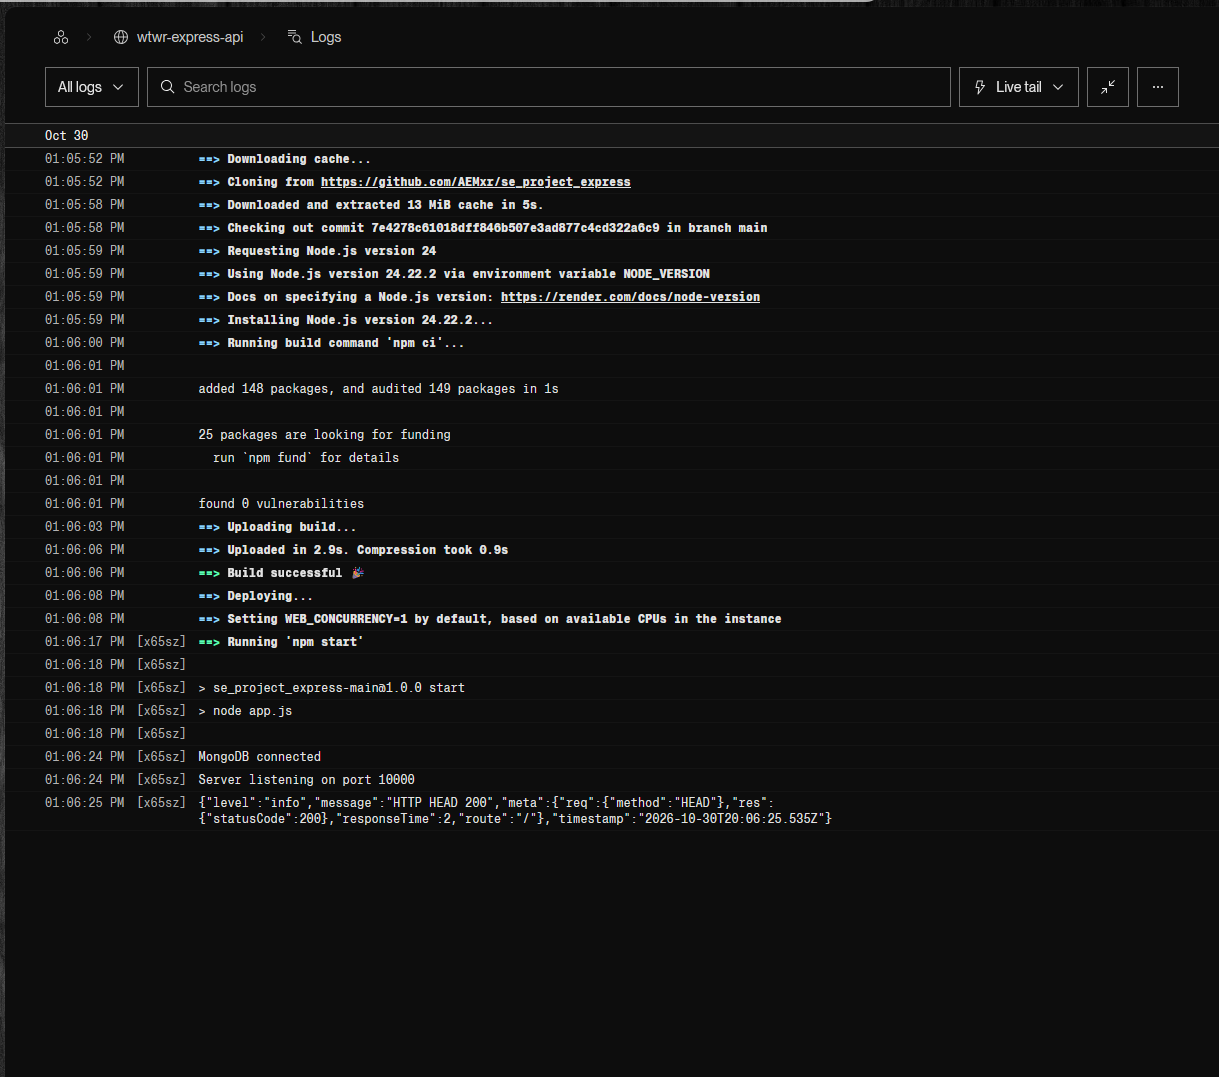 wtwr-express-api > Logs
All logs Search logs Live tail ...
Oct 30
01:05:52 PM ==> Downloading cache...
01:05:52 PM ==> Cloning from https://github.com/AEMxr/se_project_express
01:05:58 PM ==> Downloaded and extracted 13 MiB cache in 5s.
01:05:58 PM ==> Checking out commit 7e4278c61018dff846b507e3ad877c4cd322a6c9 in branch main
01:05:59 PM ==> Requesting Node.js version 24
01:05:59 PM ==> Using Node.js version 24.22.2 via environment variable NODE_VERSION
01:05:59 PM ==> Docs on specifying a Node.js version: https://render.com/docs/node-version
01:05:59 PM ==> Installing Node.js version 24.22.2...
01:06:00 PM ==> Running build command 'npm ci'...
01:06:01 PM
01:06:01 PM added 148 packages, and audited 149 packages in 1s
01:06:01 PM
01:06:01 PM 25 packages are looking for funding
01:06:01 PM run `npm fund` for details
01:06:01 PM
01:06:01 PM found 0 vulnerabilities
01:06:03 PM ==> Uploading build...
01:06:06 PM ==> Uploaded in 2.9s. Compression took 0.9s
01:06:06 PM ==> Build successful 🎉
01:06:08 PM ==> Deploying...
01:06:08 PM ==> Setting WEB_CONCURRENCY=1 by default, based on available CPUs in the instance
01:06:17 PM [x65sz] ==> Running 'npm start'
01:06:18 PM [x65sz]
01:06:18 PM [x65sz] > se_project_express-main@1.0.0 start
01:06:18 PM [x65sz] > node app.js
01:06:18 PM [x65sz]
01:06:24 PM [x65sz] MongoDB connected
01:06:24 PM [x65sz] Server listening on port 10000
01:06:25 PM [x65sz] {"level":"info","message":"HTTP HEAD 200","meta":{"req":{"method":"HEAD"},"res":
{"statusCode":200},"responseTime":2,"route":"/"},"timestamp":"2026-10-30T20:06:25.535Z"}